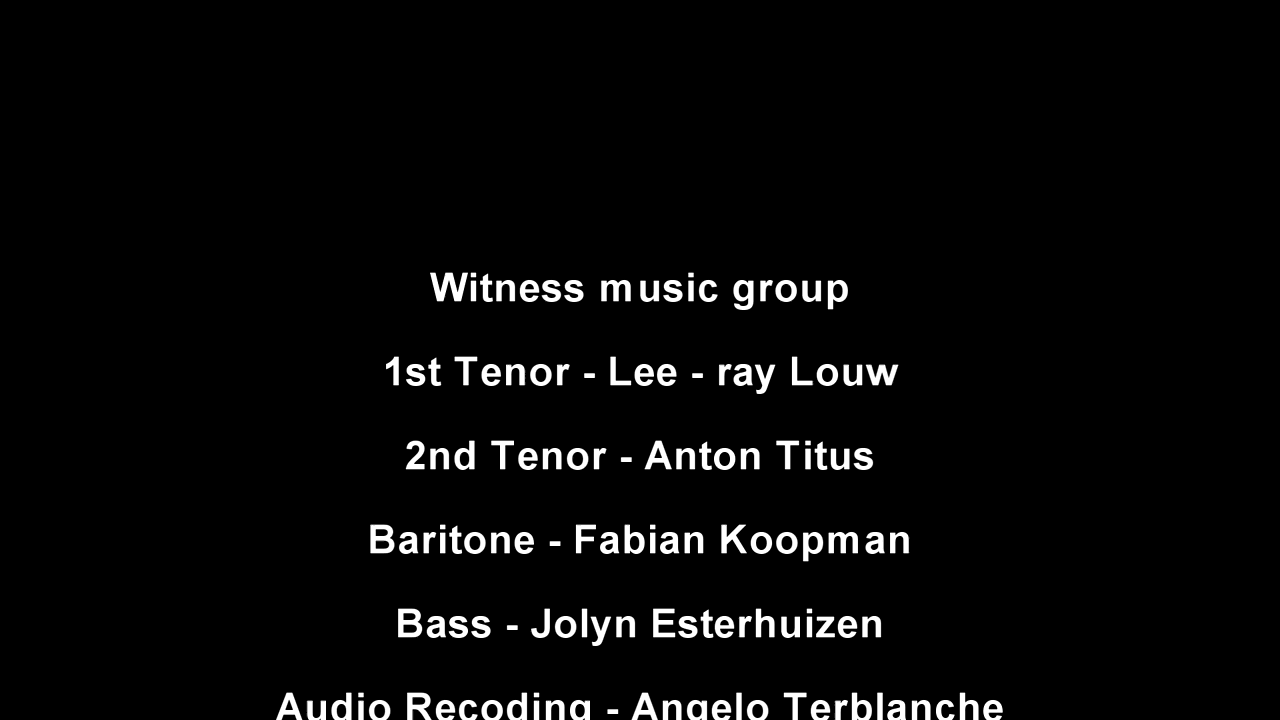 Witness music group
1st Tenor - Lee - ray Louw
2nd Tenor - Anton Titus
Baritone - Fabian Koopman
Bass - Jolyn Esterhuizen
Audio Recoding - Angelo Terblanche